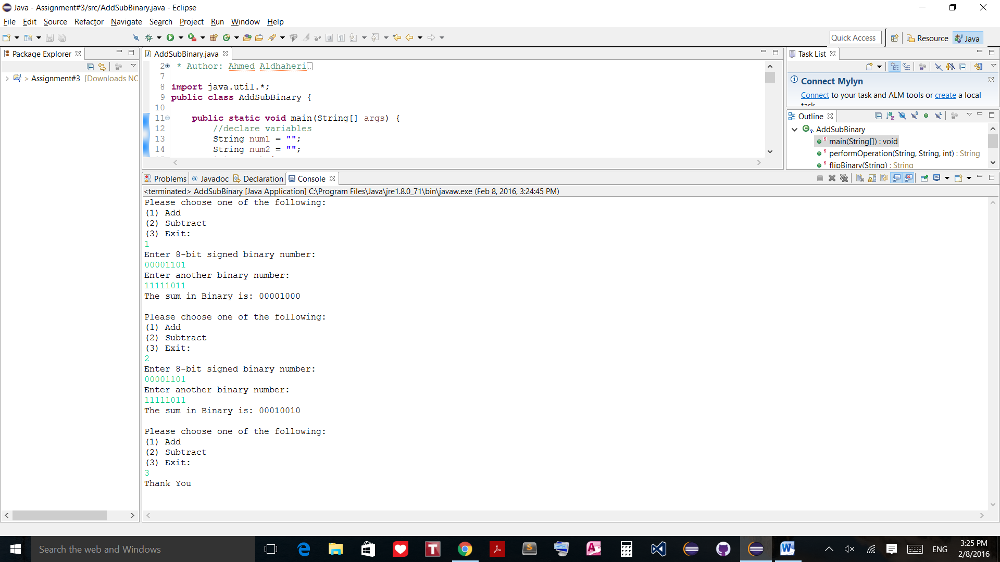 Java - Assignment#3/src/AddSubBinary.java - Eclipse
File Edit Source Refactor Navigate Search Project Run Window Help
Quick Access Resource Java
Package Explorer
> Assignment#3 [Downloads NC
AddSubBinary.java
2 * Author: Ahmed Aldhaheri
7
8 import java.util.*;
9 public class AddSubBinary {
10
11 public static void main(String[] args) {
12 //declare variables
13 String num1 = "";
14 String num2 = "";
Task List
Connect Mylyn
Connect to your task and ALM tools or create a local
task.
Outline
AddSubBinary
main(String[]) : void
performOperation(String, String, int) : String
flipBinary(String) : String
Problems @ Javadoc Declaration Console
<terminated> AddSubBinary [Java Application] C:\Program Files\Java\jre1.8.0_71\bin\javaw.exe (Feb 8, 2016, 3:24:45 PM)
Please choose one of the following:
(1) Add
(2) Subtract
(3) Exit:
1
Enter 8-bit signed binary number:
00001101
Enter another binary number:
11111011
The sum in Binary is: 00001000
Please choose one of the following:
(1) Add
(2) Subtract
(3) Exit:
2
Enter 8-bit signed binary number:
00001101
Enter another binary number:
11111011
The sum in Binary is: 00010010
Please choose one of the following:
(1) Add
(2) Subtract
(3) Exit:
3
Thank You
Search the web and Windows
ENG
3:25 PM
2/8/2016